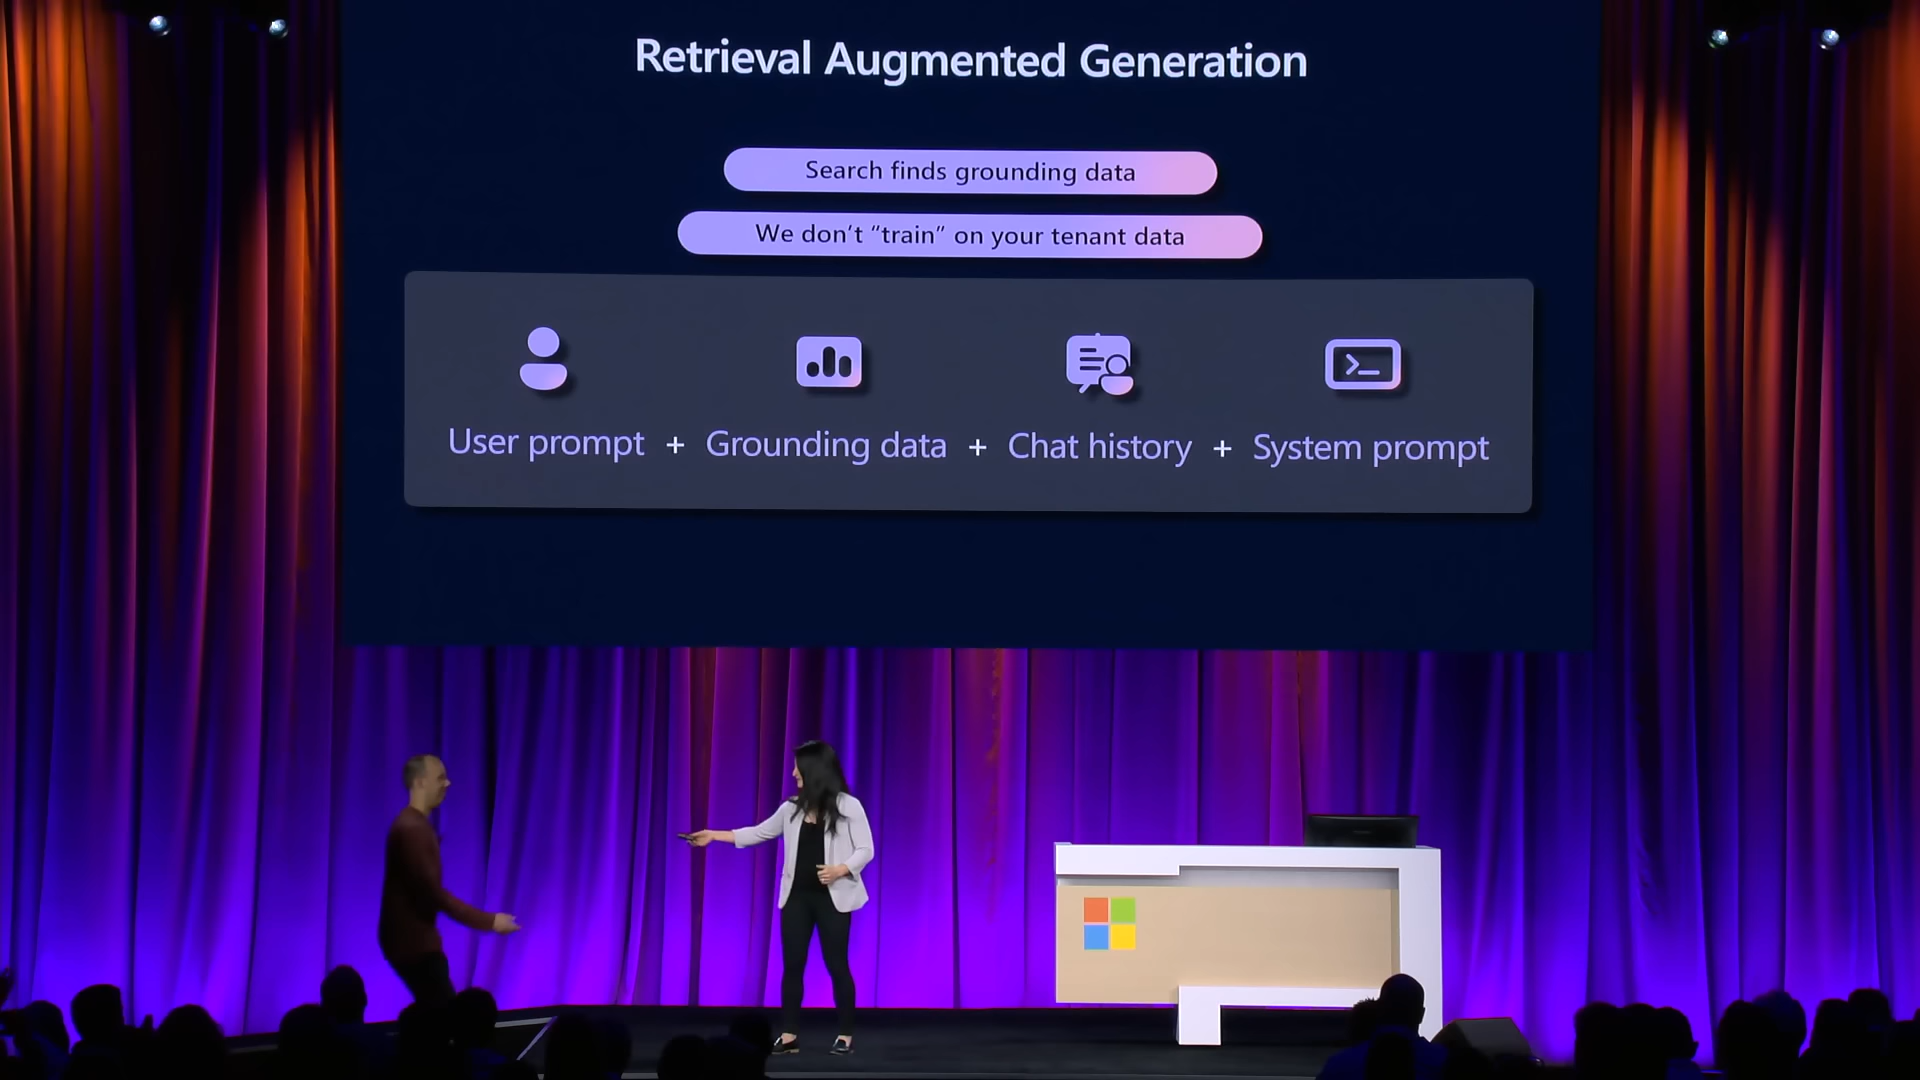 Retrieval Augmented Generation
Search finds grounding data
We don't “train” on your tenant data
User prompt + Grounding data + Chat history + System prompt